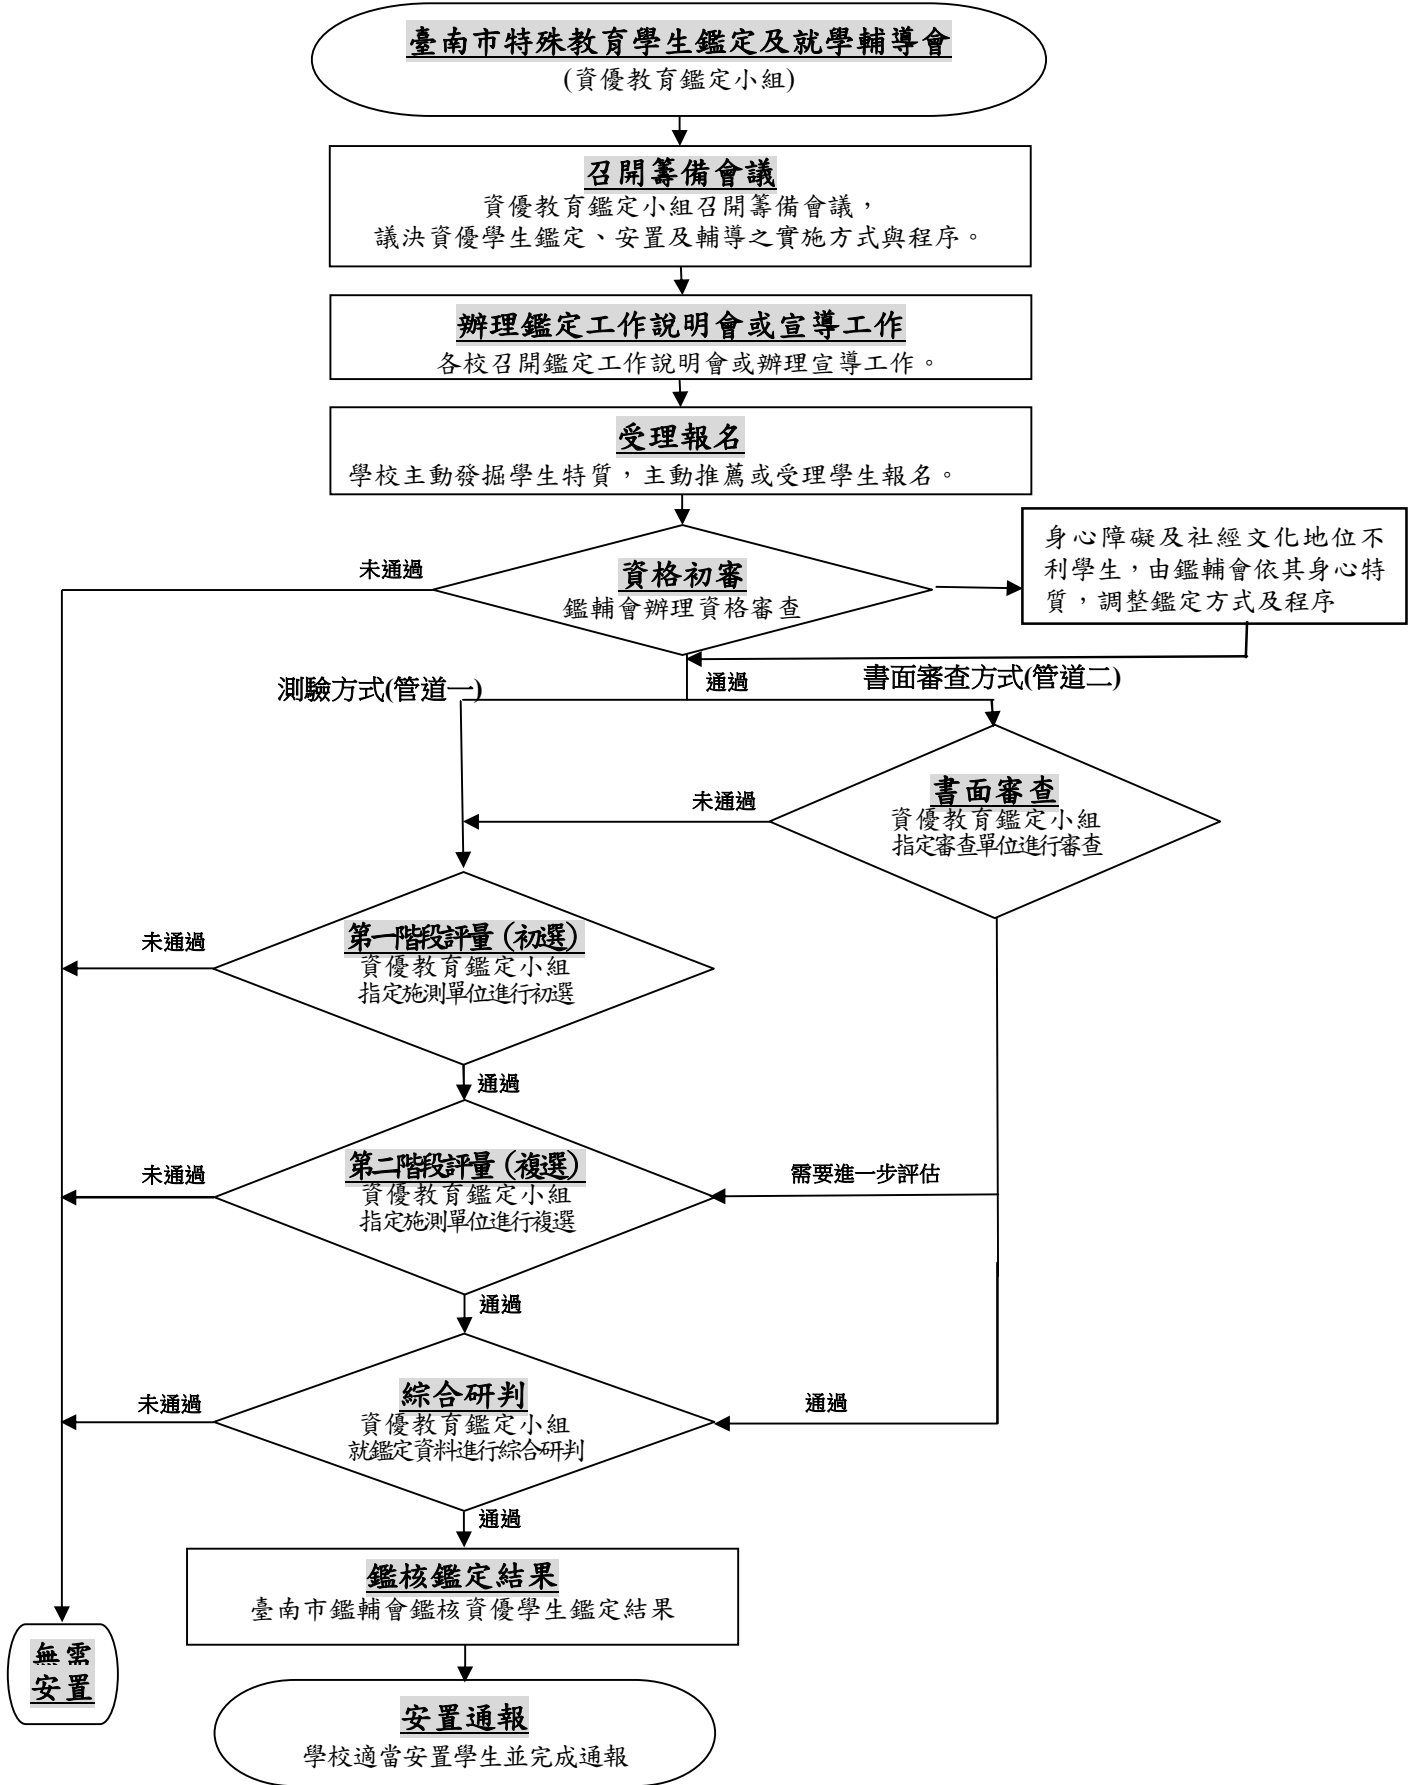 臺南市特殊教育學生鑑定及就學輔導會
(資優教育鑑定小組)
召開籌備會議
資優教育鑑定小組召開籌備會議，
議決資優學生鑑定、安置及輔導之實施方式與程序。
辦理鑑定工作說明會或宣導工作
各校召開鑑定工作說明會或辦理宣導工作。
受理報名
學校主動發掘學生特質，主動推薦或受理學生報名。
未通過
資格初審
鑑輔會辦理資格審查
身心障礙及社經文化地位不
利學生，由鑑輔會依其身心特
質，調整鑑定方式及程序
測驗方式(管道一)
通過
書面審查方式(管道二)
未通過
書面審查
資優教育鑑定小組
指定審查單位進行審查
未通過
第一階段評量（初選）
資優教育鑑定小組
指定施測單位進行初選
通過
未通過
第二階段評量（複選）
資優教育鑑定小組
指定施測單位進行複選
需要進一步評估
通過
未通過
綜合研判
資優教育鑑定小組
就鑑定資料進行綜合研判
通過
通過
鑑核鑑定結果
臺南市鑑輔會鑑核資優學生鑑定結果
無需
安置
安置通報
學校適當安置學生並完成通報